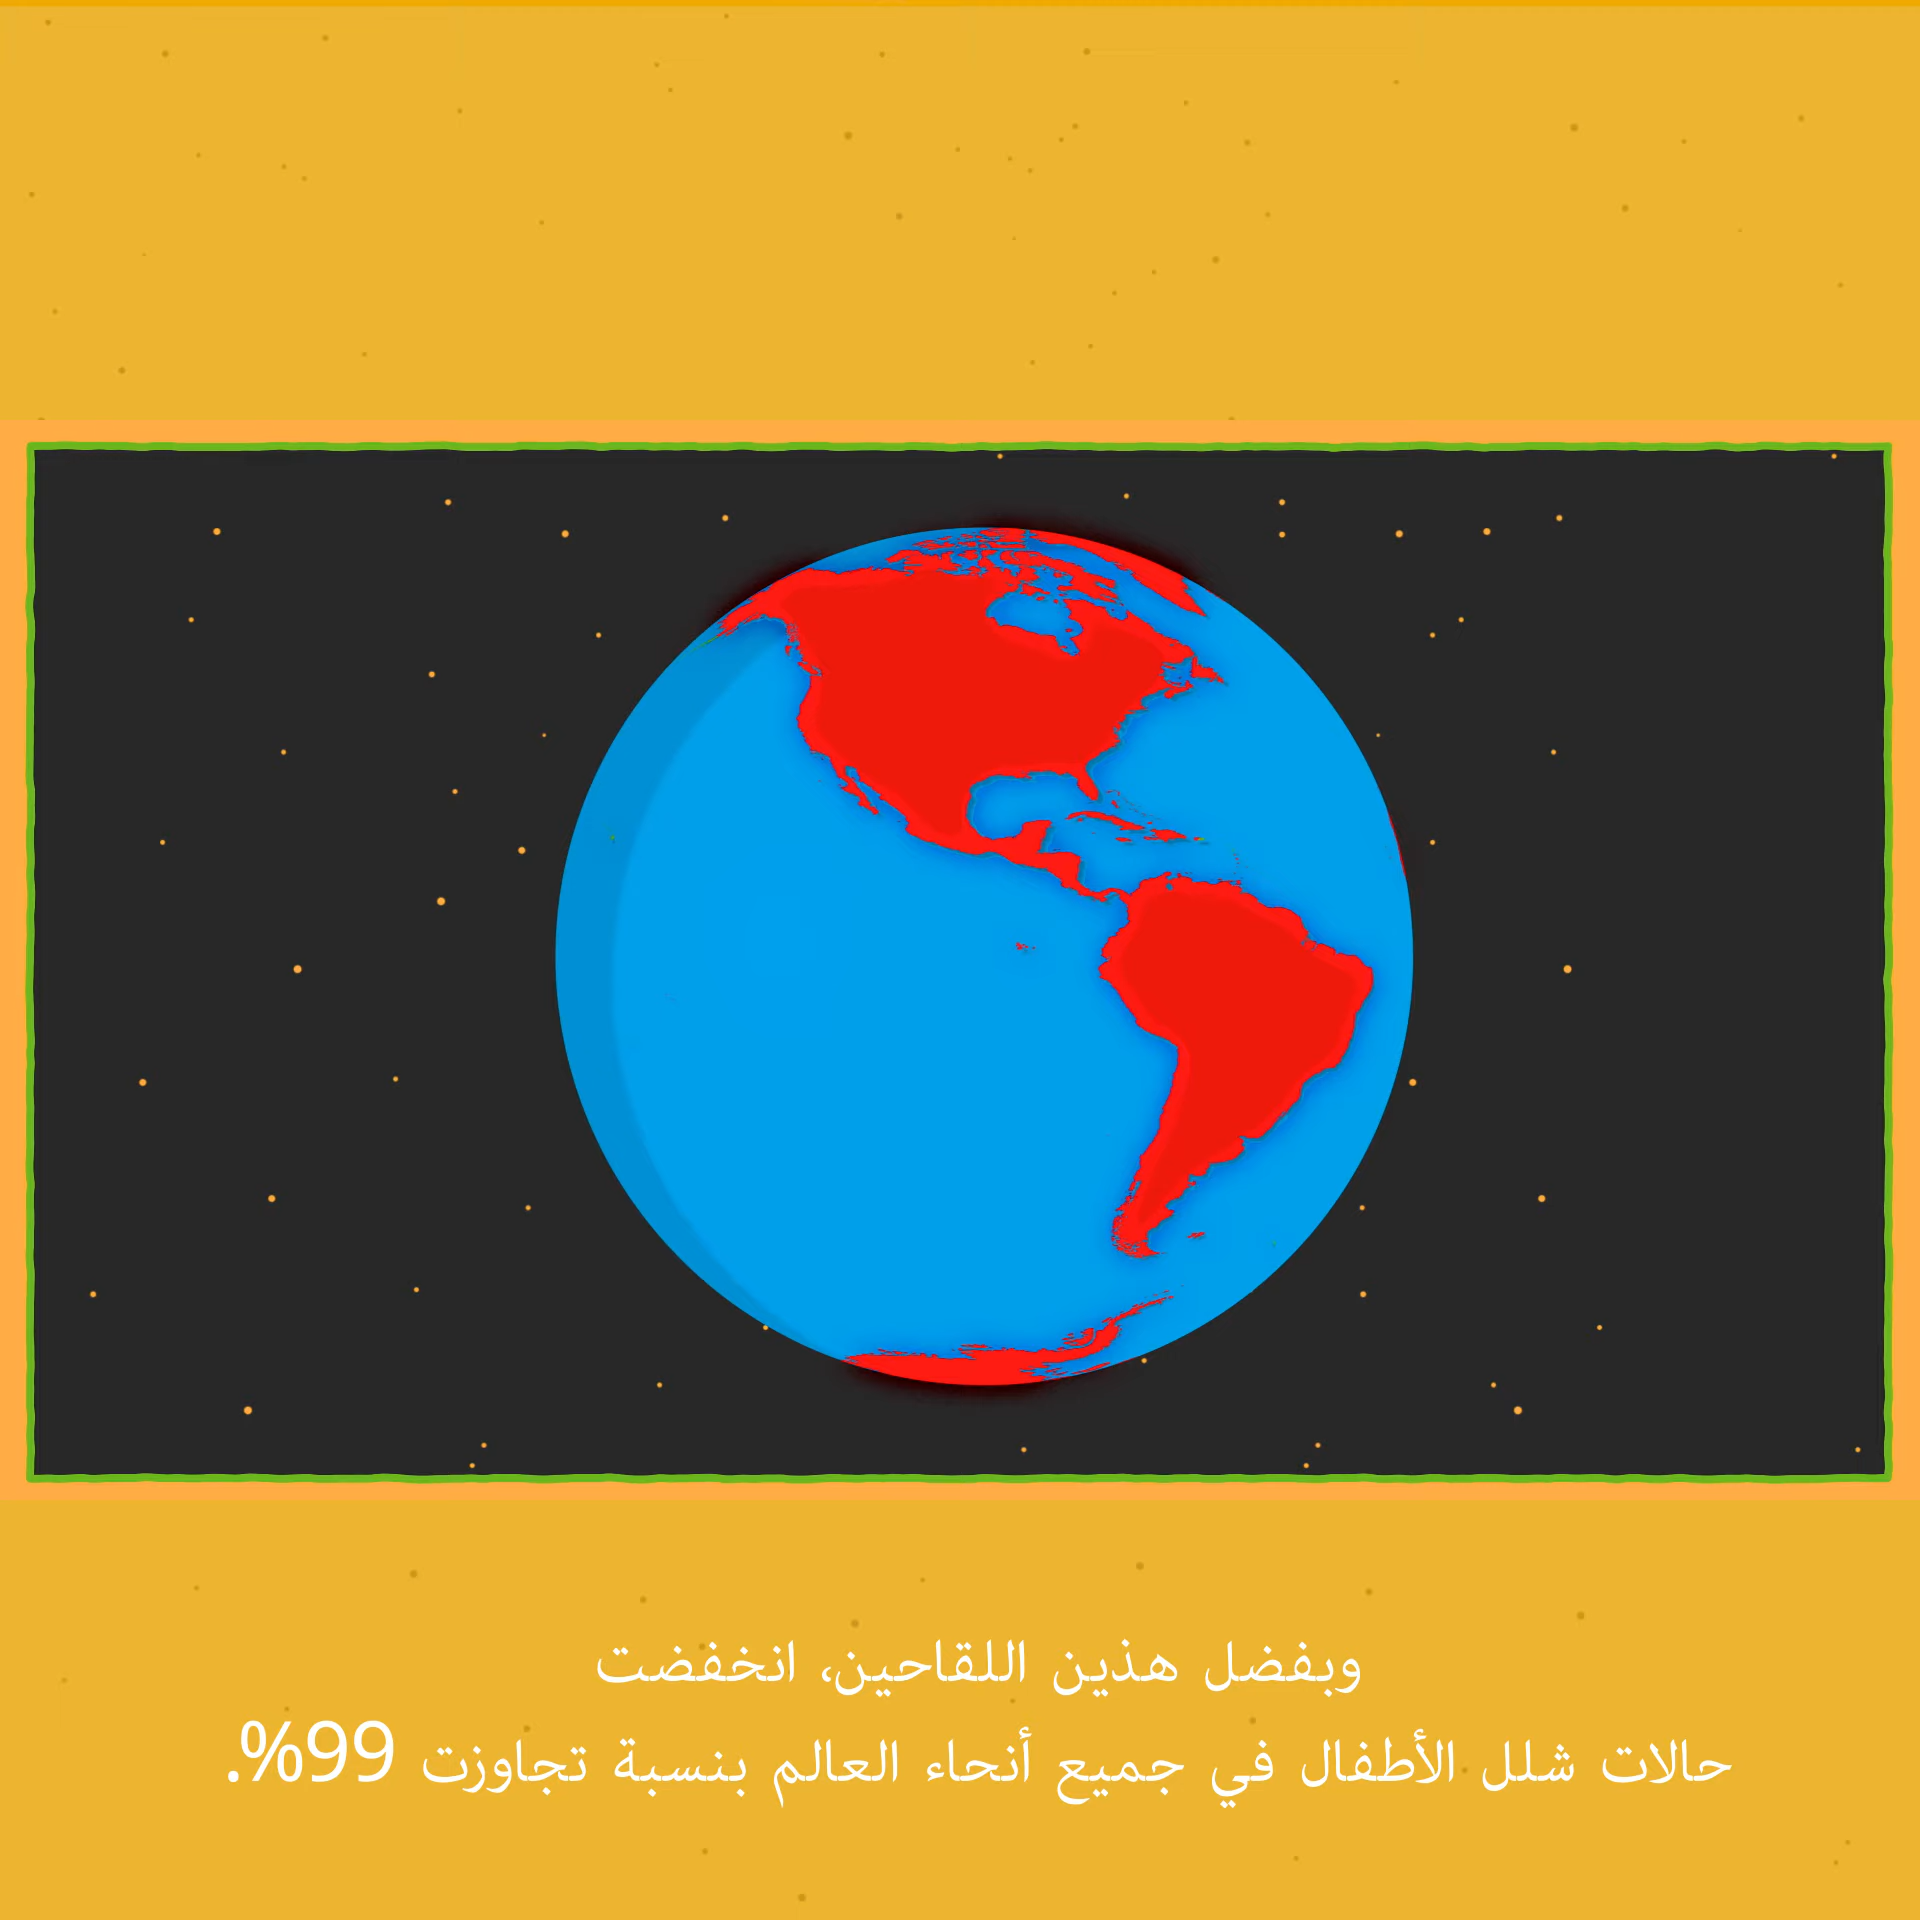 وبفضل هذين اللقاحين، انخفضت
حالات شلل الأطفال في جميع أنحاء العالم بنسبة تجاوزت 99%.